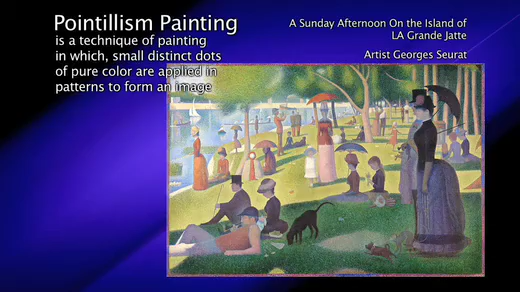 Pointillism Painting
is a technique of painting
in which, small distinct dots
of pure color are applied in
patterns to form an image
A Sunday Afternoon On the Island of
LA Grande Jatte
Artist Georges Seurat